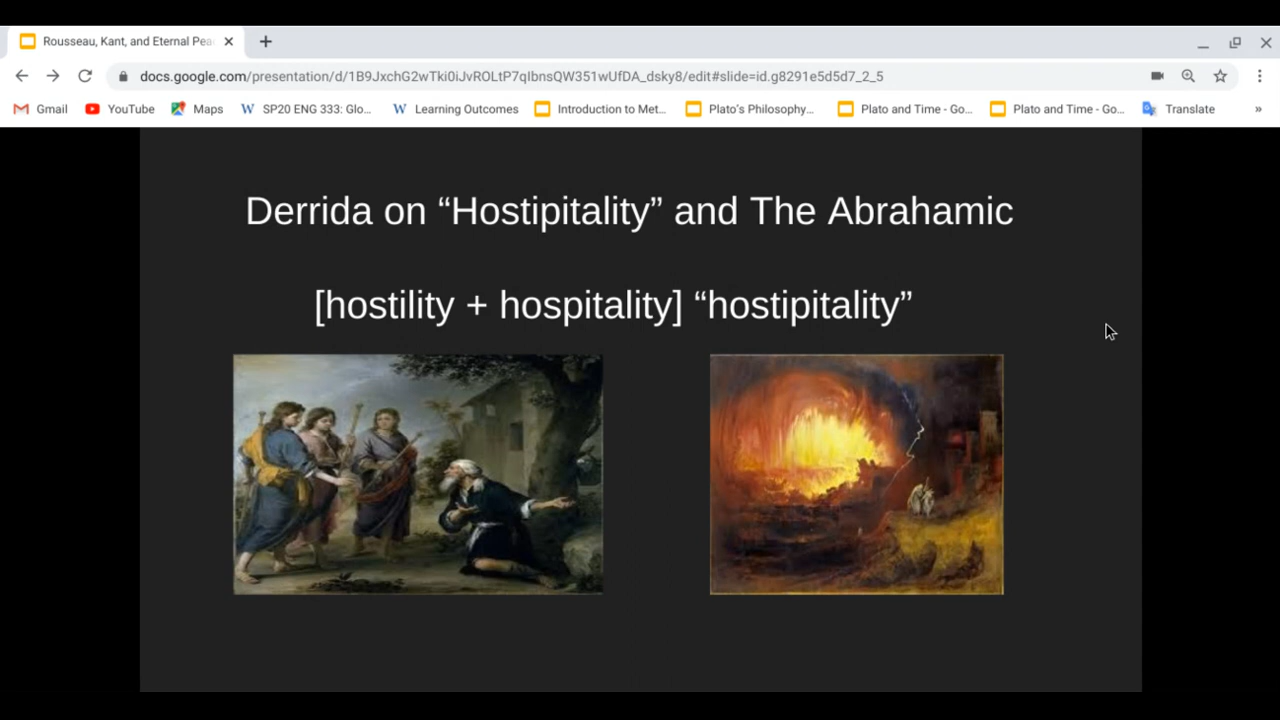 Rousseau, Kant, and Eternal Pea
docs.google.com/presentation/d/1B9JxchG2wTki0iJvROLtP7qIbnsQW351wUfDA_dsky8/edit#slide=id.g8291e5d5d7_2_5
Gmail YouTube Maps SP20 ENG 333: Glo... Learning Outcomes Introduction to Met... Plato's Philosophy... Plato and Time - Go... Plato and Time - Go... Translate »
Derrida on “Hostipitality” and The Abrahamic
[hostility + hospitality] “hostipitality”